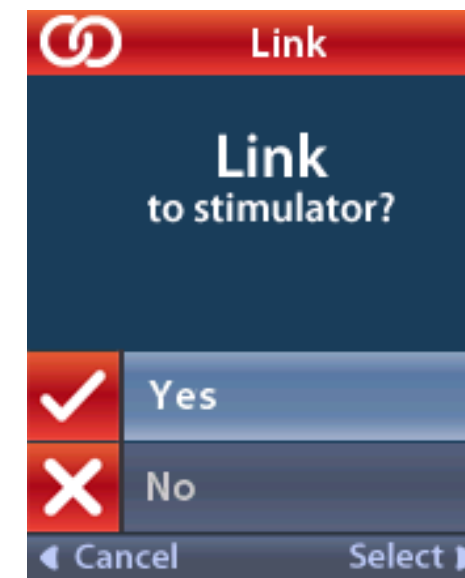 Link
Link
to stimulator?
Yes
No
Cancel Select